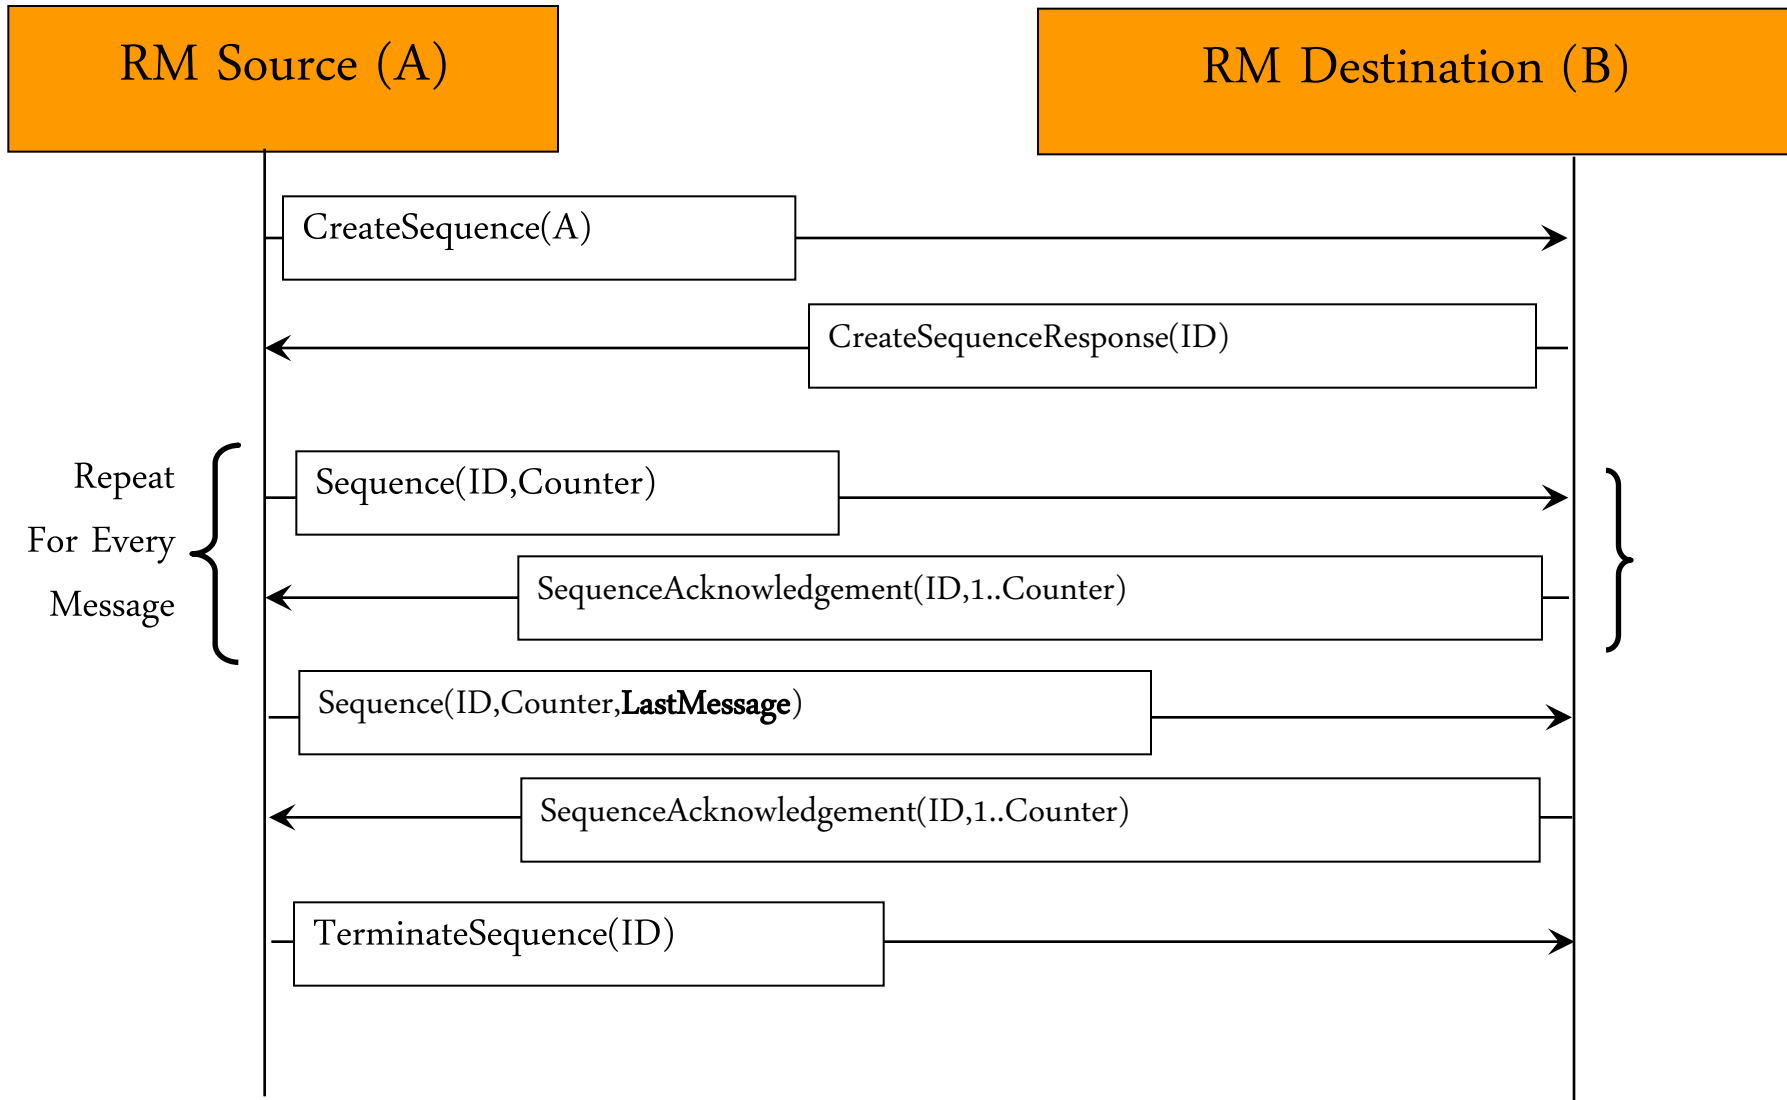 RM Source (A)
RM Destination (B)
CreateSequence(A)
CreateSequenceResponse(ID)
Repeat
For Every
Message
Sequence(ID,Counter)
SequenceAcknowledgement(ID,1..Counter)
Sequence(ID,Counter,LastMessage)
SequenceAcknowledgement(ID,1..Counter)
TerminateSequence(ID)